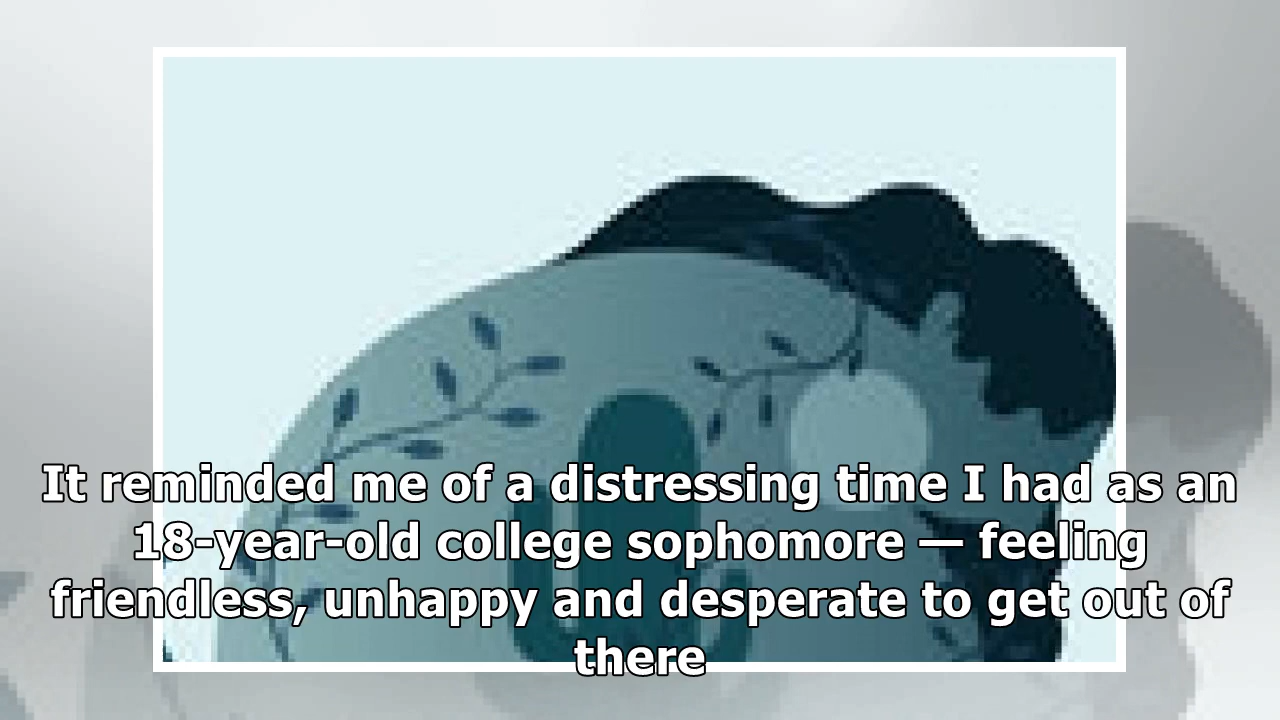 It reminded me of a distressing time I had as an
18-year-old college sophomore — feeling
friendless, unhappy and desperate to get out of
there